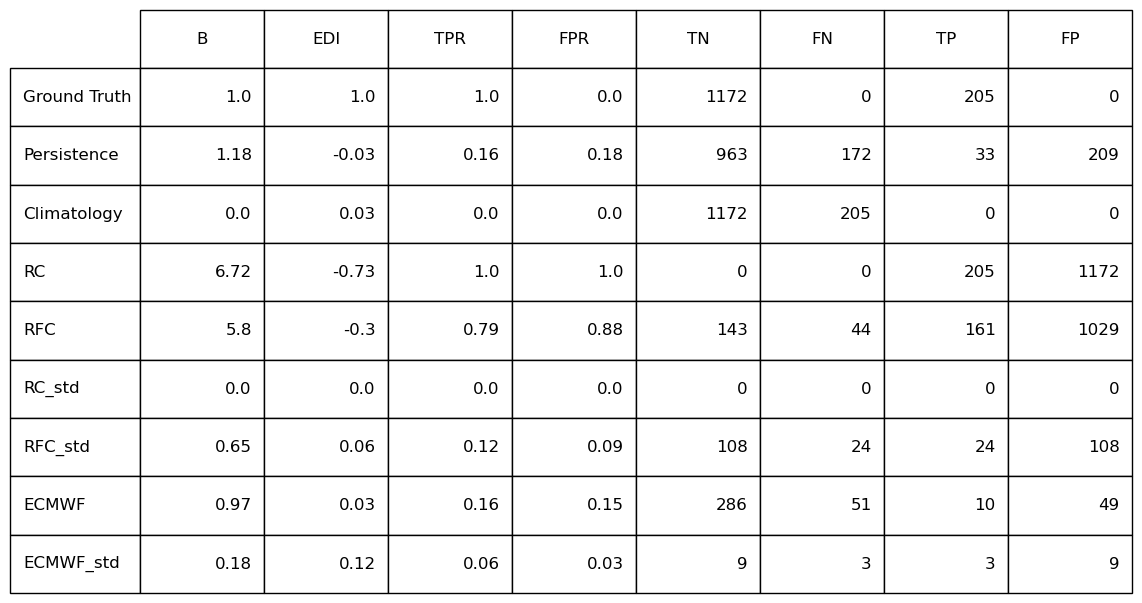 B EDI TPR FPR TN FN TP FP
Ground Truth 1.0 1.0 1.0 0.0 1172 0 205 0
Persistence 1.18 -0.03 0.16 0.18 963 172 33 209
Climatology 0.0 0.03 0.0 0.0 1172 205 0 0
RC 6.72 -0.73 1.0 1.0 0 0 205 1172
RFC 5.8 -0.3 0.79 0.88 143 44 161 1029
RC_std 0.0 0.0 0.0 0.0 0 0 0 0
RFC_std 0.65 0.06 0.12 0.09 108 24 24 108
ECMWF 0.97 0.03 0.16 0.15 286 51 10 49
ECMWF_std 0.18 0.12 0.06 0.03 9 3 3 9